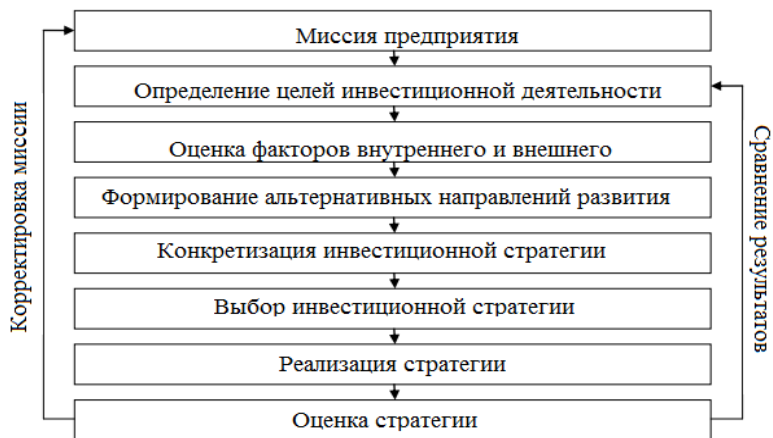 Миссия предприятия
Определение целей инвестиционной деятельности
Оценка факторов внутреннего и внешнего
Формирование альтернативных направлений развития
Конкретизация инвестиционной стратегии
Выбор инвестиционной стратегии
Реализация стратегии
Оценка стратегии
Корректировка миссии
Сравнение результатов